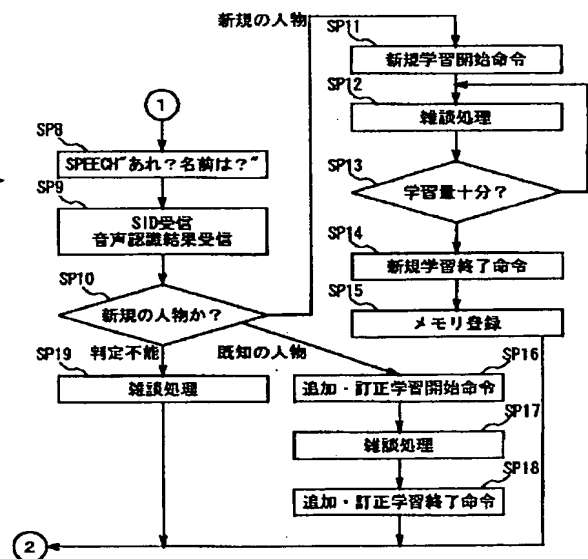 新規の人物
SP11
新規学習開始命令
SP12
雑談処理
SP13
学習量十分?
SP14
新規学習終了命令
SP15
メモリ登録
1
SP8
SPEECH"あれ?名前は?"
SP9
SID受信
音声認識結果受信
SP10
新規の人物か?
判定不能
既知の人物
SP19
雑談処理
SP16
追加・訂正学習開始命令
SP17
雑談処理
SP18
追加・訂正学習終了命令
2